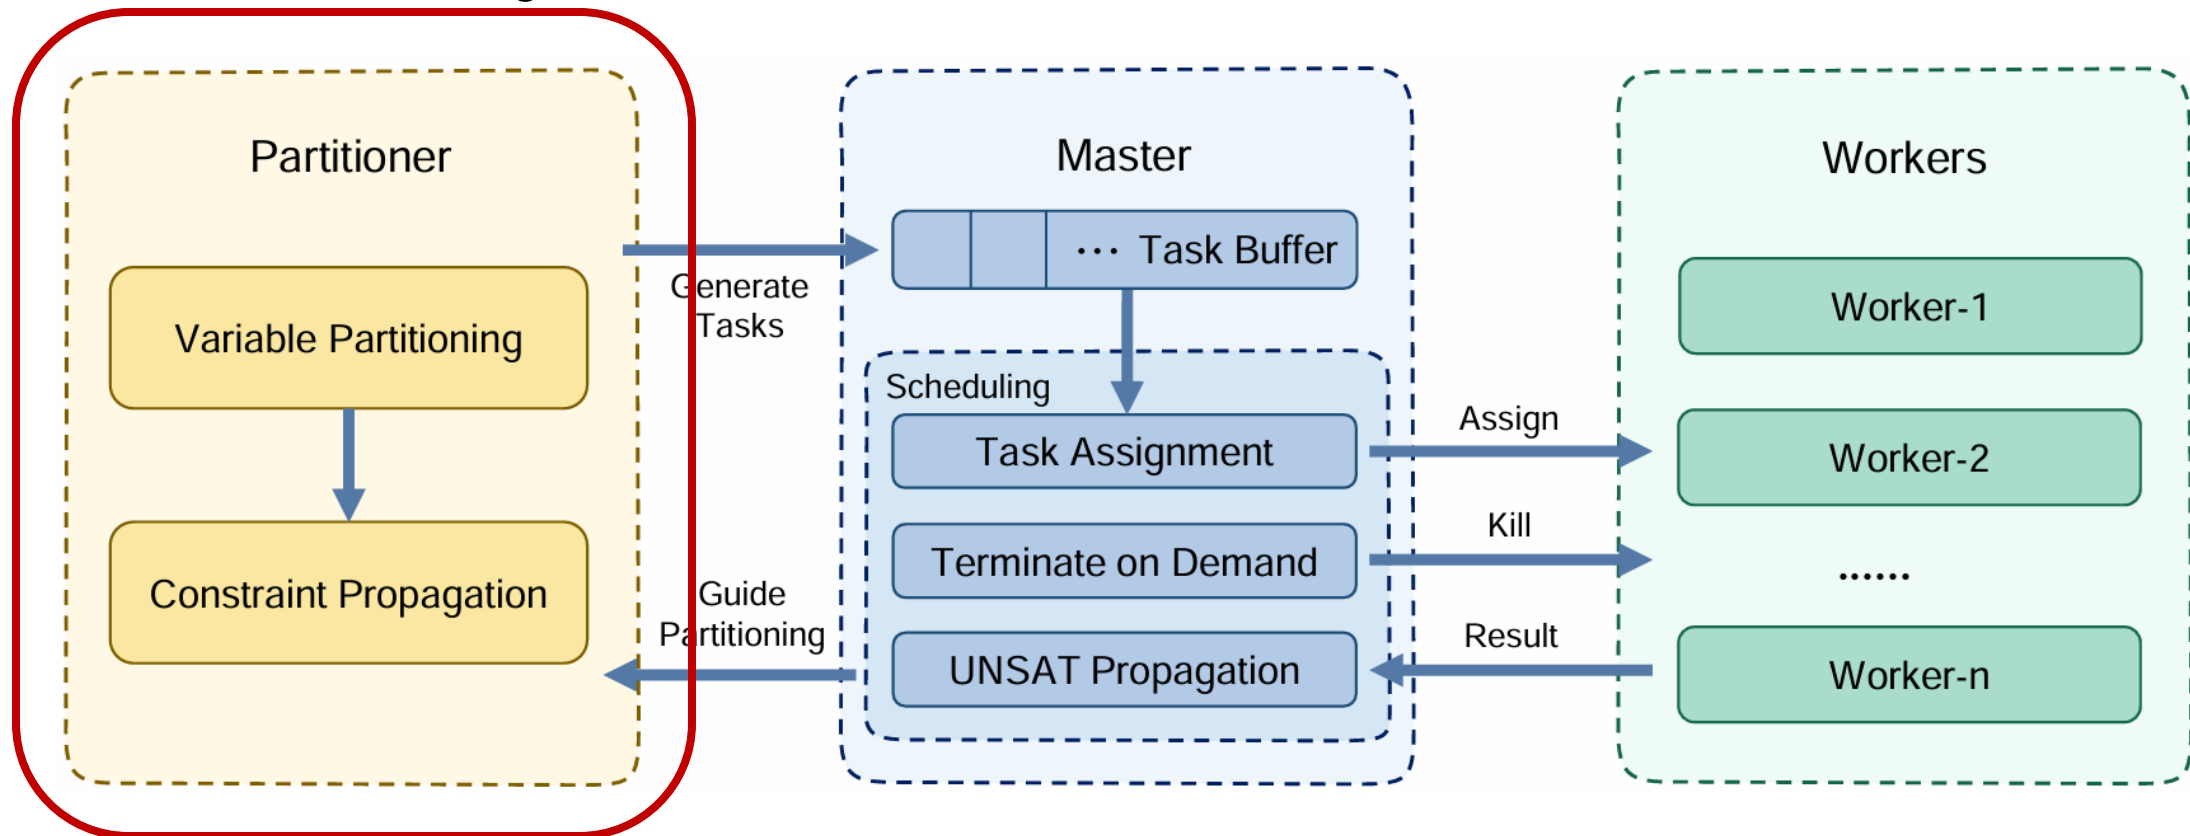 Partitioner
Variable Partitioning
Constraint Propagation
Generate
Tasks
Guide
Partitioning
Master
... Task Buffer
Scheduling
Task Assignment
Terminate on Demand
UNSAT Propagation
Assign
Kill
Result
Workers
Worker-1
Worker-2
......
Worker-n